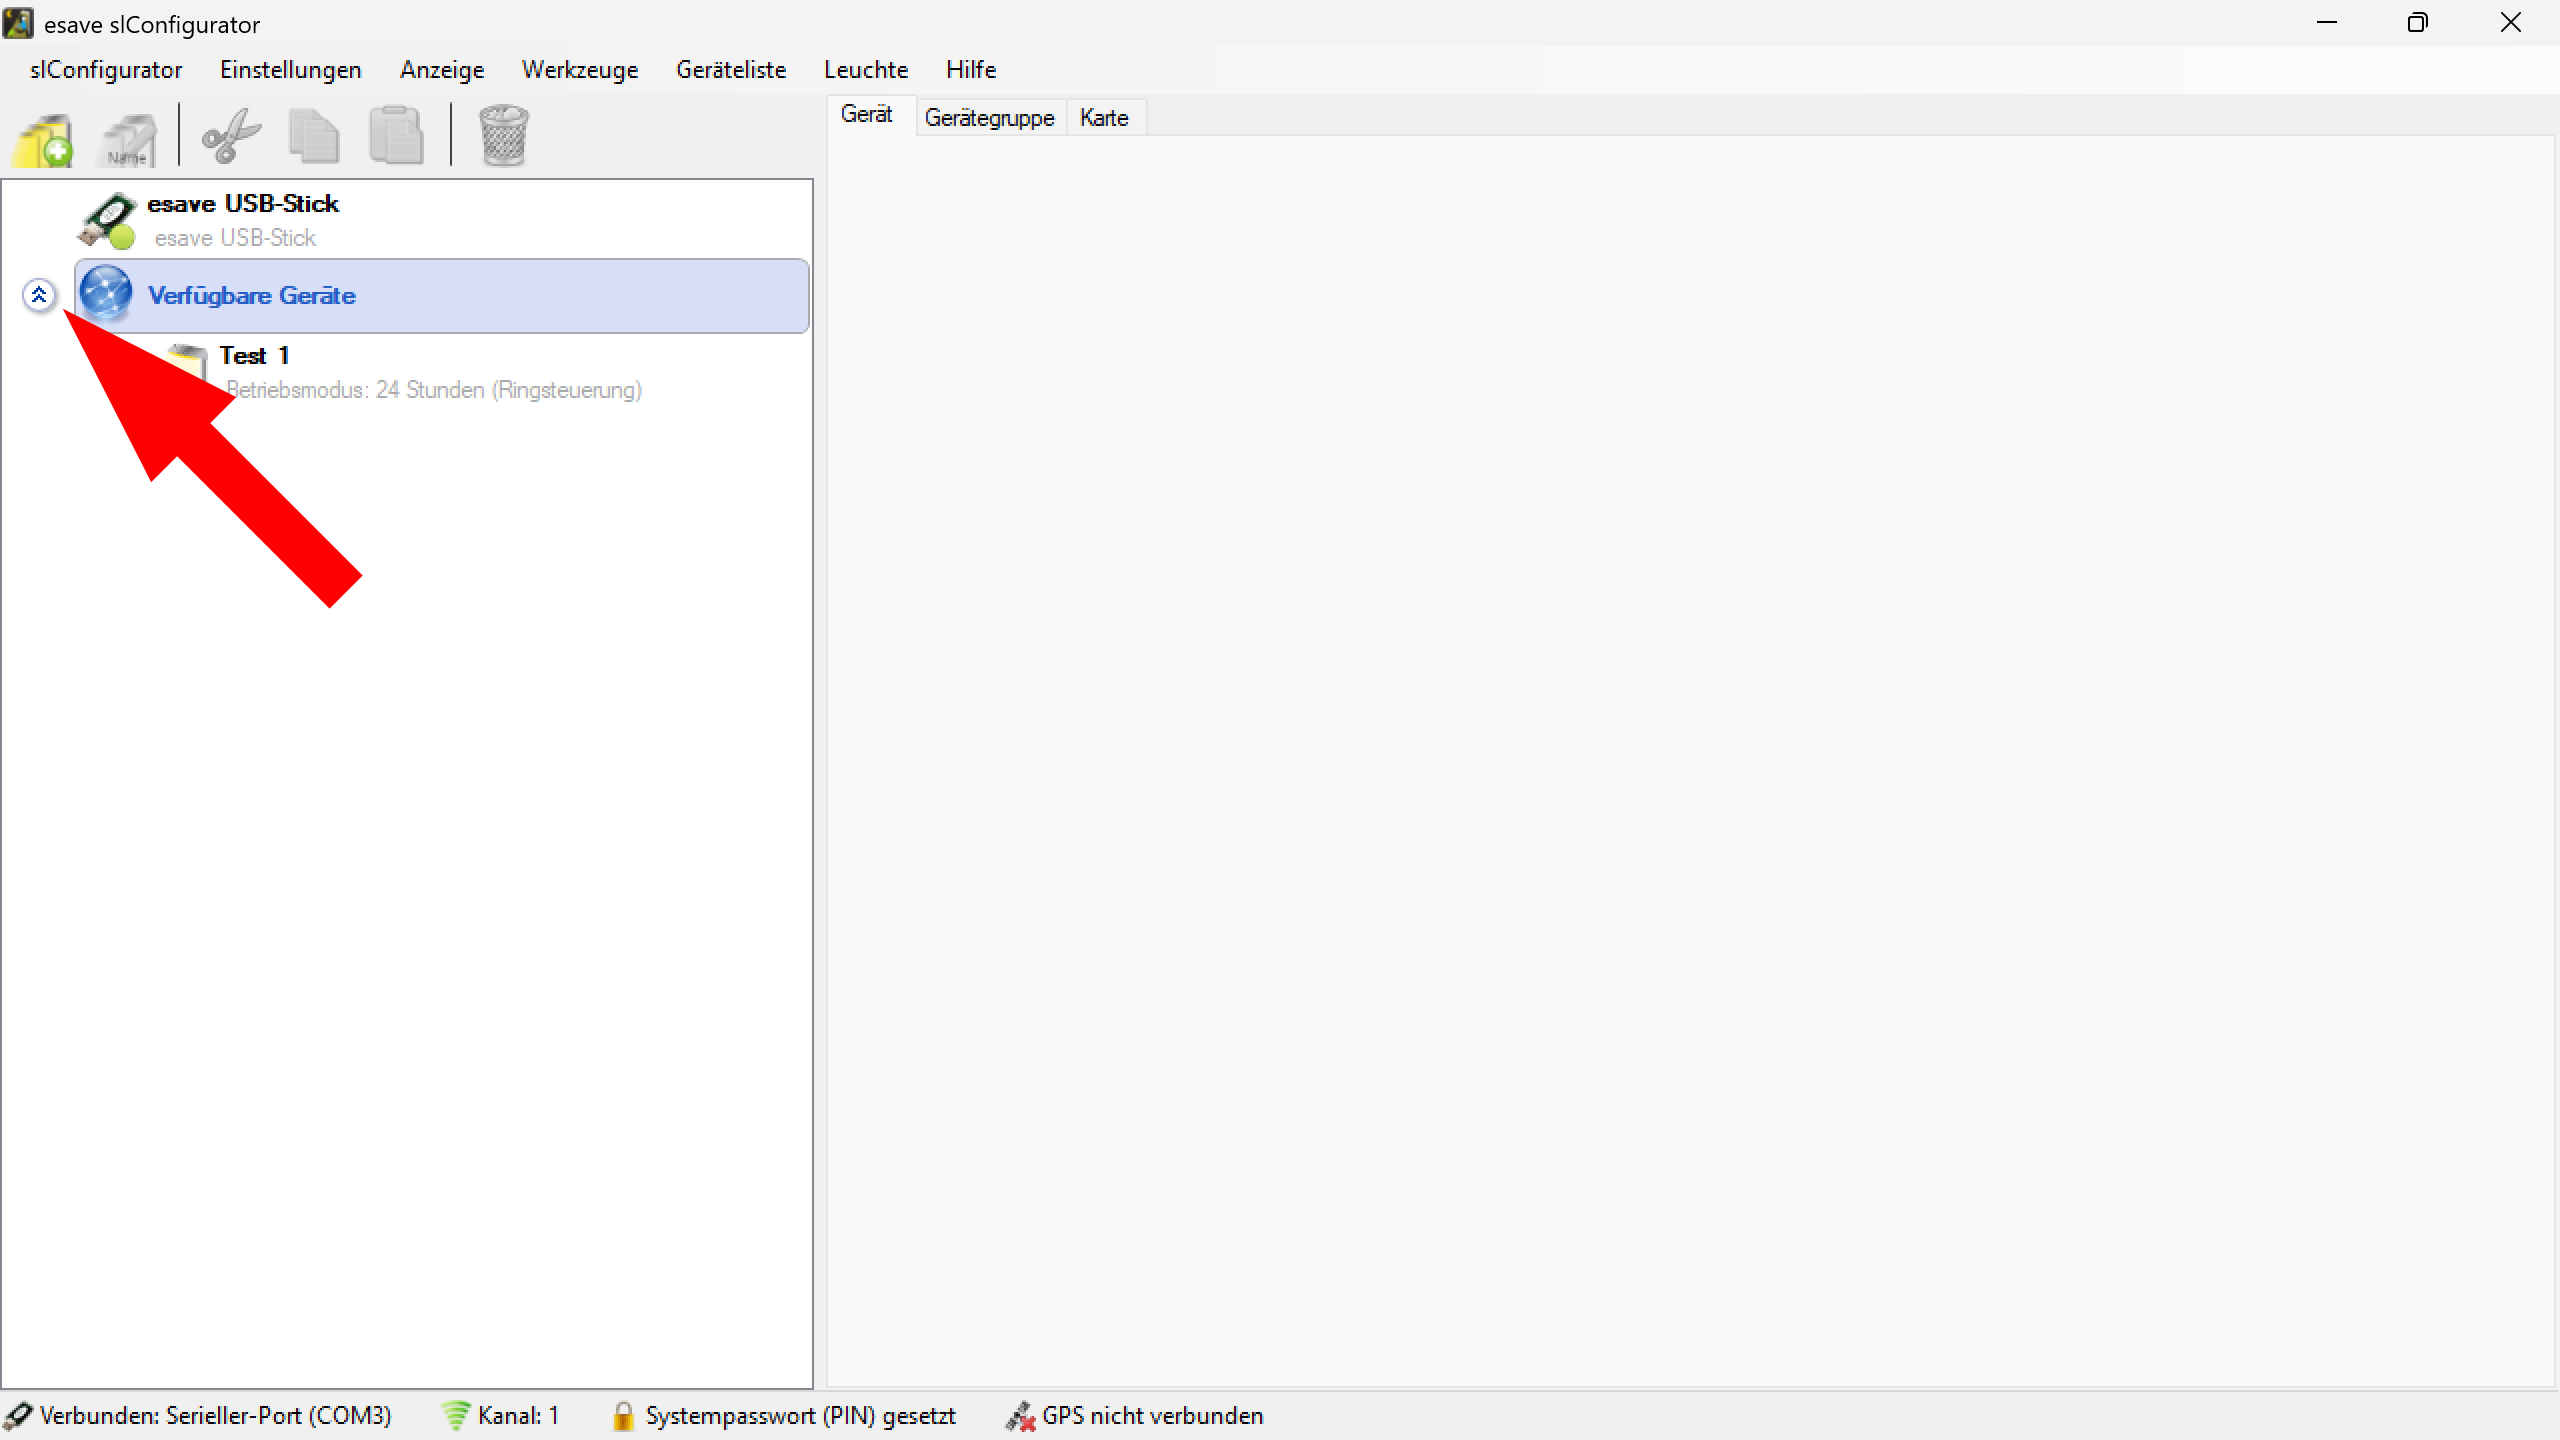 esave slConfigurator
slConfigurator Einstellungen Anzeige Werkzeuge Geräteliste Leuchte Hilfe
Name
Gerät Gerätegruppe Karte
esave USB-Stick
esave USB-Stick
Verfügbare Geräte
Test 1
Betriebsmodus: 24 Stunden (Ringsteuerung)
Verbunden: Serieller-Port (COM3) Kanal: 1 Systempasswort (PIN) gesetzt GPS nicht verbunden